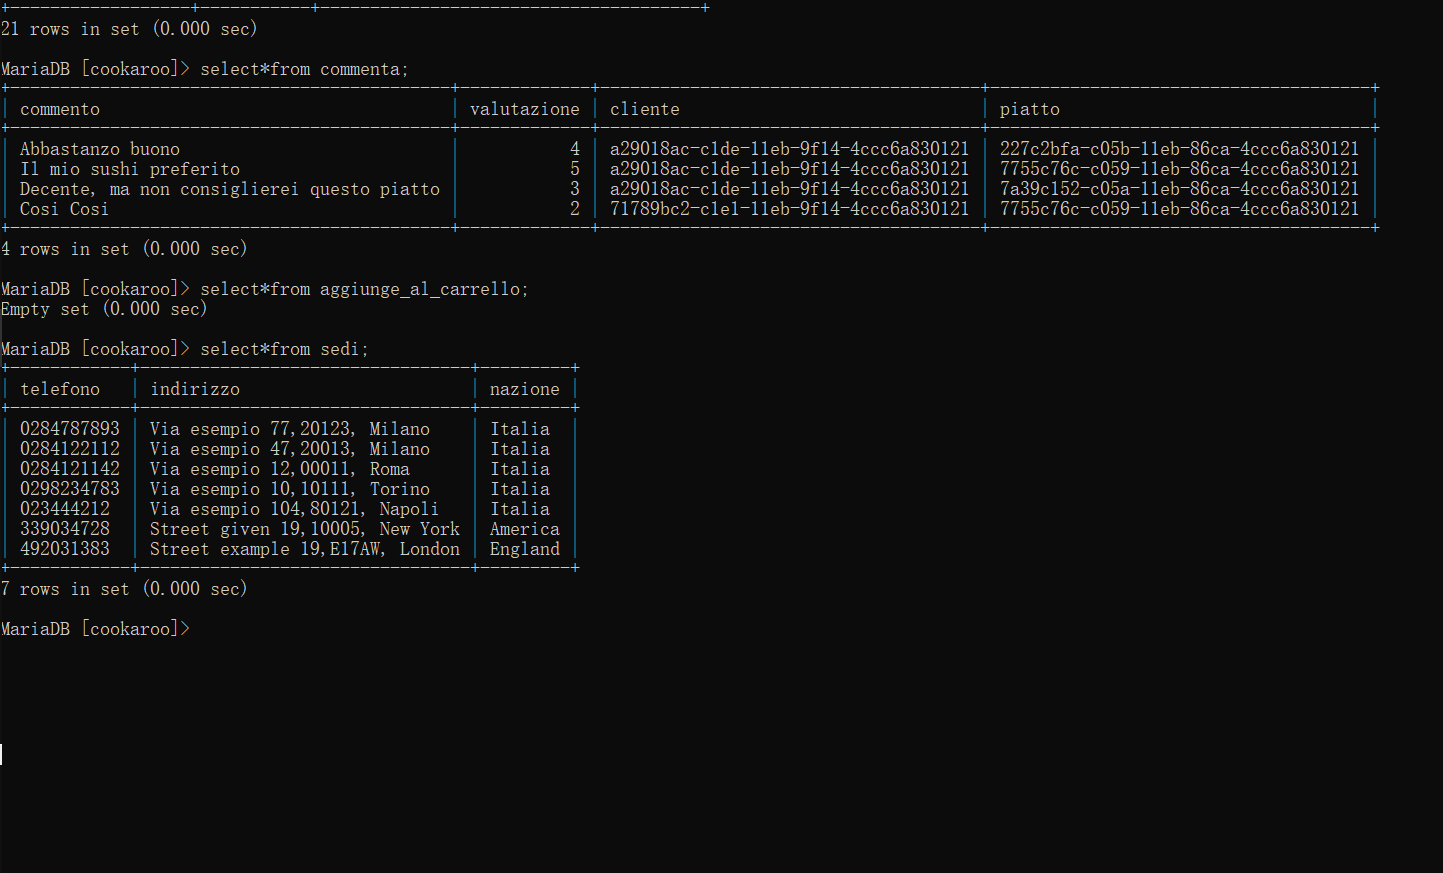 21 rows in set (0.000 sec)
MariaDB [cookaroo]> select*from commenta;
| commento | valutazione | cliente | piatto |
| Abbastanzo buono | 4 | a29018ac-c1de-11eb-9f14-4ccc6a830121 | 227c2bfa-c05b-11eb-86ca-4ccc6a830121 |
| Il mio sushi preferito | 5 | a29018ac-c1de-11eb-9f14-4ccc6a830121 | 7755c76c-c059-11eb-86ca-4ccc6a830121 |
| Decente, ma non consiglierei questo piatto | 3 | a29018ac-c1de-11eb-9f14-4ccc6a830121 | 7a39c152-c05a-11eb-86ca-4ccc6a830121 |
| Cosi Cosi | 2 | 71789bc2-c1e1-11eb-9f14-4ccc6a830121 | 7755c76c-c059-11eb-86ca-4ccc6a830121 |
4 rows in set (0.000 sec)
MariaDB [cookaroo]> select*from aggiunge_al_carrello;
Empty set (0.000 sec)
MariaDB [cookaroo]> select*from sedi;
| telefono | indirizzo | nazione |
| 0284787893 | Via esempio 77,20123, Milano | Italia |
| 0284122112 | Via esempio 47,20013, Milano | Italia |
| 0284121142 | Via esempio 12,00011, Roma | Italia |
| 0298234783 | Via esempio 10,10111, Torino | Italia |
| 023444212 | Via esempio 104,80121, Napoli | Italia |
| 339034728 | Street given 19,10005, New York | America |
| 492031383 | Street example 19,E17AW, London | England |
7 rows in set (0.000 sec)
MariaDB [cookaroo]>